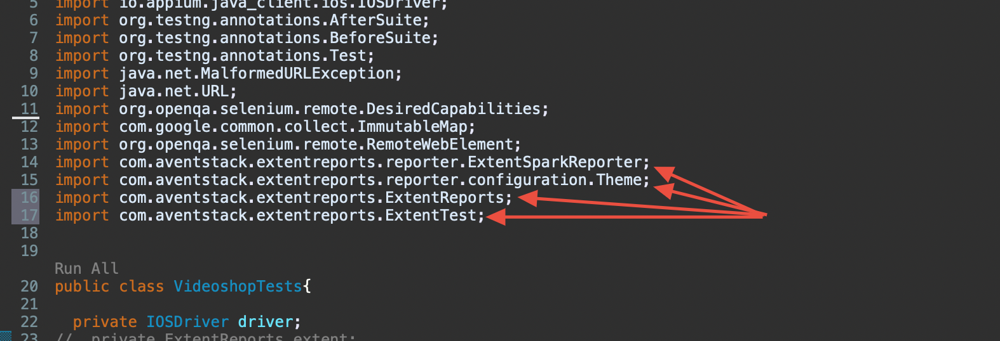 5 import io.appium.java_client.ios.IOSDriver;
6 import org.testng.annotations.AfterSuite;
7 import org.testng.annotations.BeforeSuite;
8 import org.testng.annotations.Test;
9 import java.net.MalformedURLException;
10 import java.net.URL;
11 import org.openqa.selenium.remote.DesiredCapabilities;
12 import com.google.common.collect.ImmutableMap;
13 import org.openqa.selenium.remote.RemoteWebElement;
14 import com.aventstack.extentreports.reporter.ExtentSparkReporter;
15 import com.aventstack.extentreports.reporter.configuration.Theme;
16 import com.aventstack.extentreports.ExtentReports;
17 import com.aventstack.extentreports.ExtentTest;
18
19
Run All
20 public class VideoshopTests{
21
22 private IOSDriver driver;
23 // private ExtentReports extent;